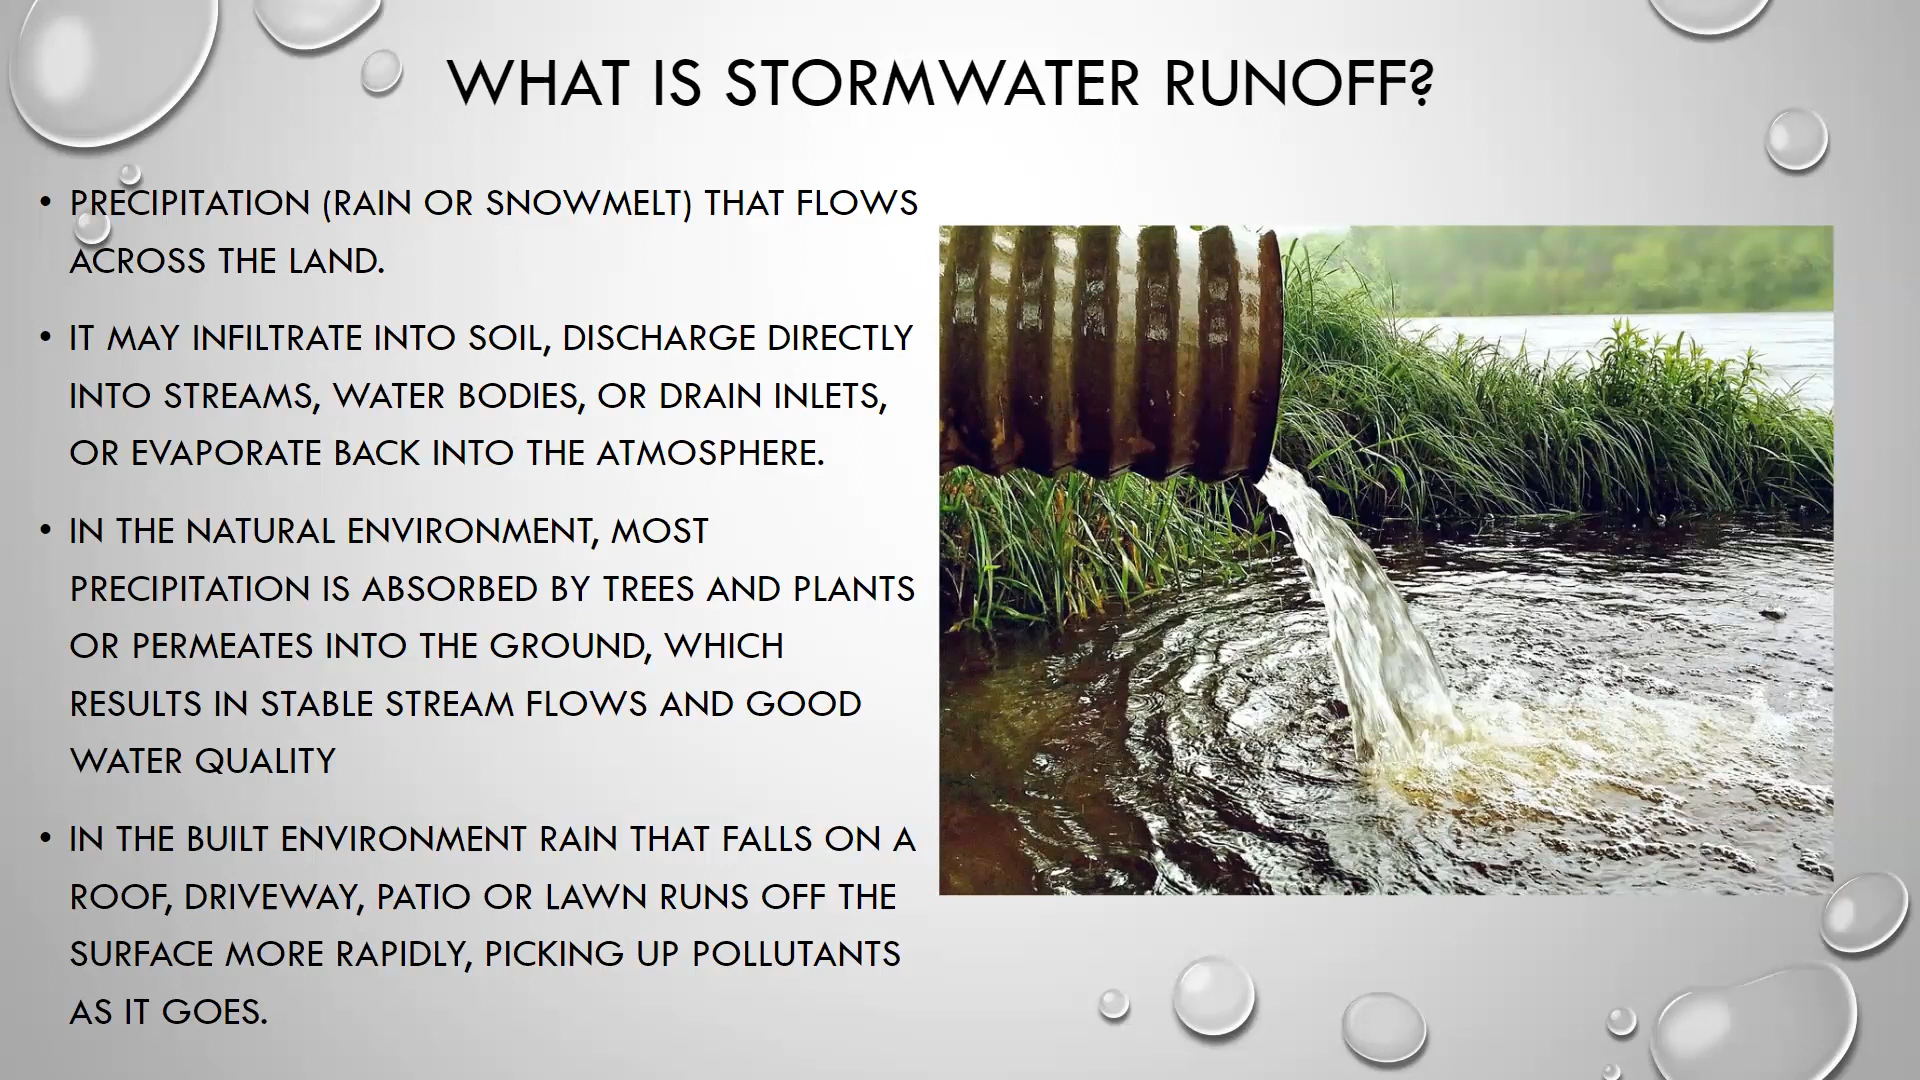 WHAT IS STORMWATER RUNOFF?
• PRECIPITATION (RAIN OR SNOWMELT) THAT FLOWS
ACROSS THE LAND.
• IT MAY INFILTRATE INTO SOIL, DISCHARGE DIRECTLY
INTO STREAMS, WATER BODIES, OR DRAIN INLETS,
OR EVAPORATE BACK INTO THE ATMOSPHERE.
• IN THE NATURAL ENVIRONMENT, MOST
PRECIPITATION IS ABSORBED BY TREES AND PLANTS
OR PERMEATES INTO THE GROUND, WHICH
RESULTS IN STABLE STREAM FLOWS AND GOOD
WATER QUALITY
• IN THE BUILT ENVIRONMENT RAIN THAT FALLS ON A
ROOF, DRIVEWAY, PATIO OR LAWN RUNS OFF THE
SURFACE MORE RAPIDLY, PICKING UP POLLUTANTS
AS IT GOES.